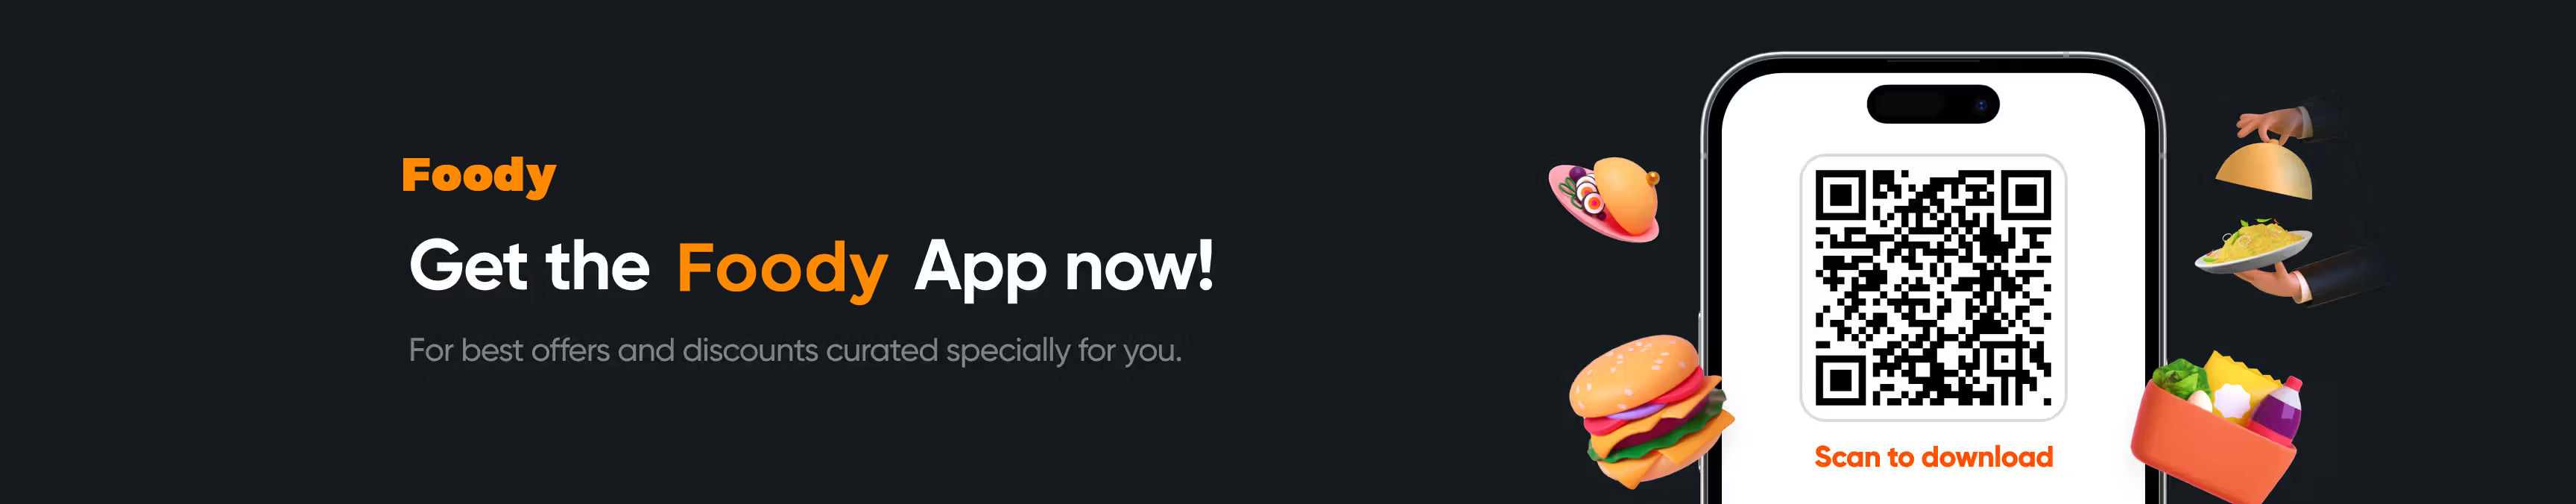 Foody
Get the Foody App now!
For best offers and discounts curated specially for you.
Scan to download